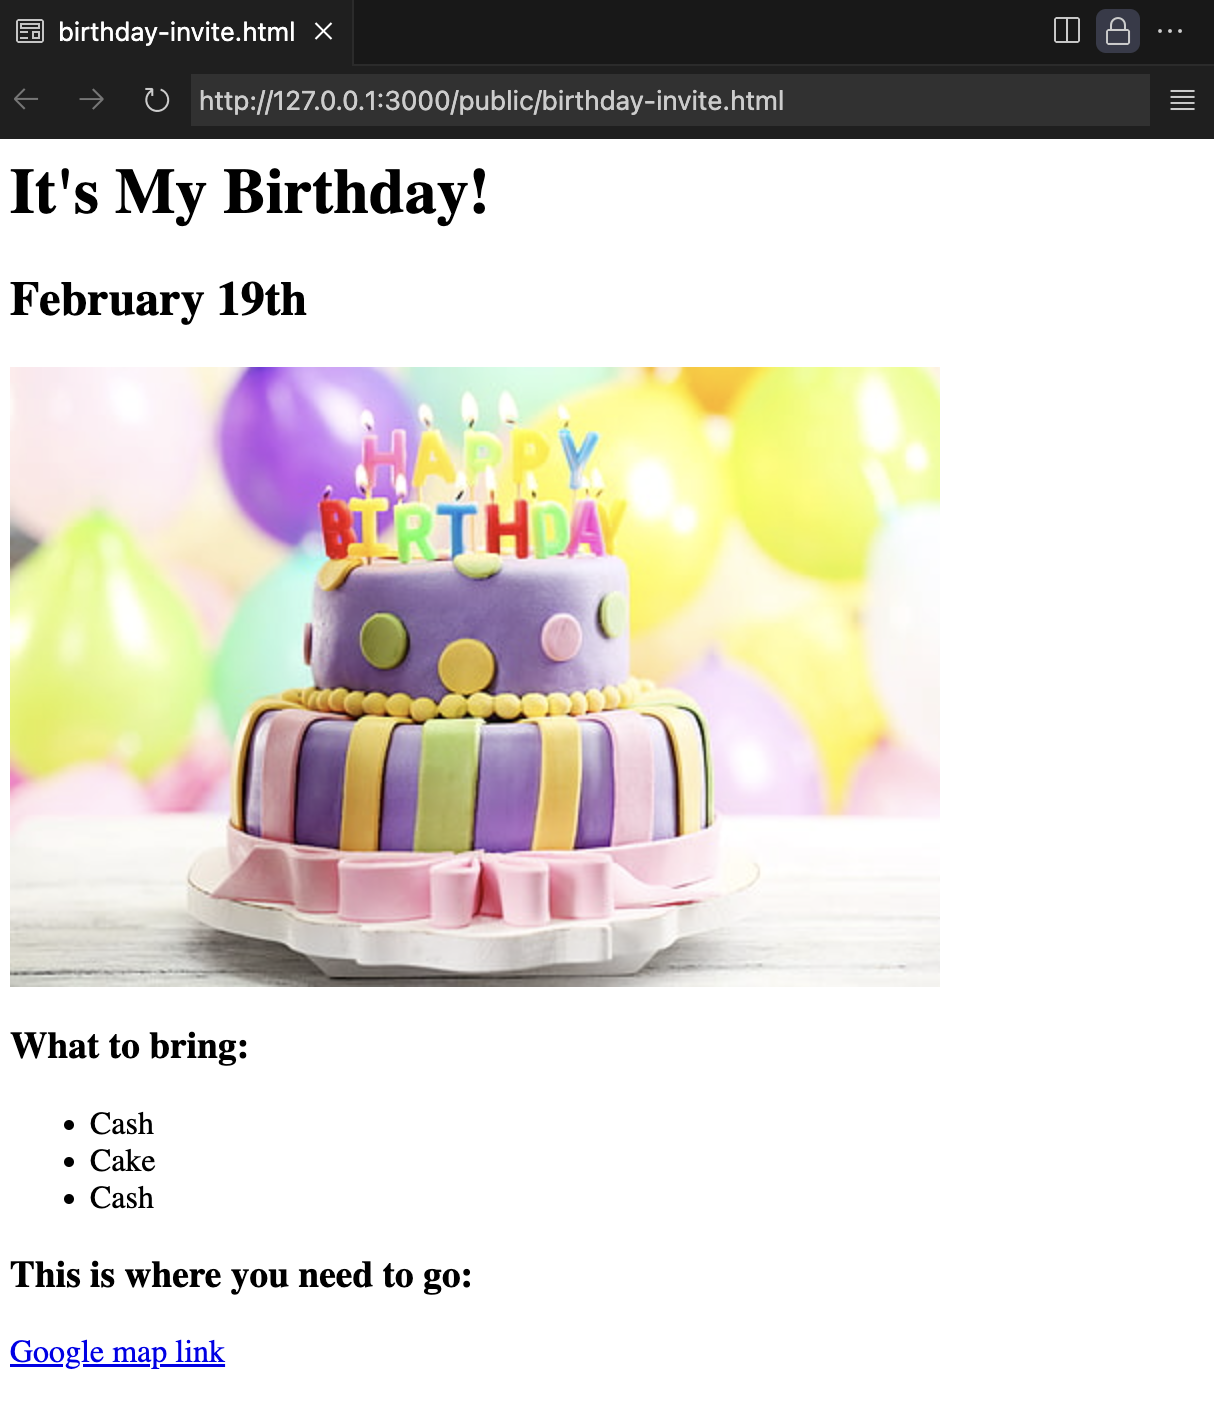 birthday-invite.html
http://127.0.0.1:3000/public/birthday-invite.html
It's My Birthday!
February 19th
HAPPY
BIRTHDAY
What to bring:
Cash
Cake
Cash
This is where you need to go:
Google map link